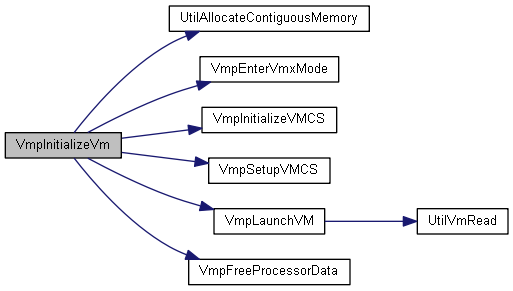 UtilAllocateContiguousMemory
VmpEnterVmxMode
VmpInitializeVMCS
VmpInitializeVm
VmpSetupVMCS
VmpLaunchVM
UtilVmRead
VmpFreeProcessorData